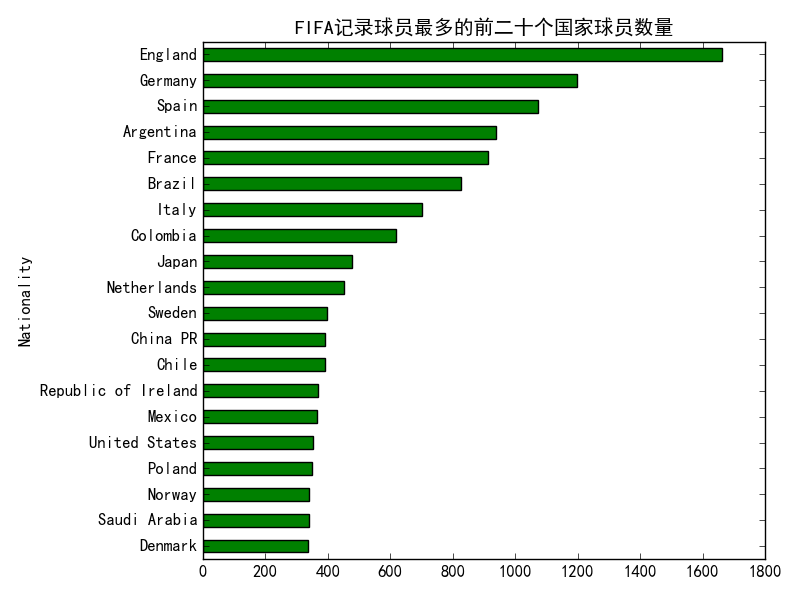 FIFA记录球员最多的前二十个国家球员数量
England
Germany
Spain
Argentina
France
Brazil
Italy
Colombia
Japan
Netherlands
Sweden
China PR
Chile
Republic of Ireland
Mexico
United States
Poland
Norway
Saudi Arabia
Denmark
Nationality
0 200 400 600 800 1000 1200 1400 1600 1800